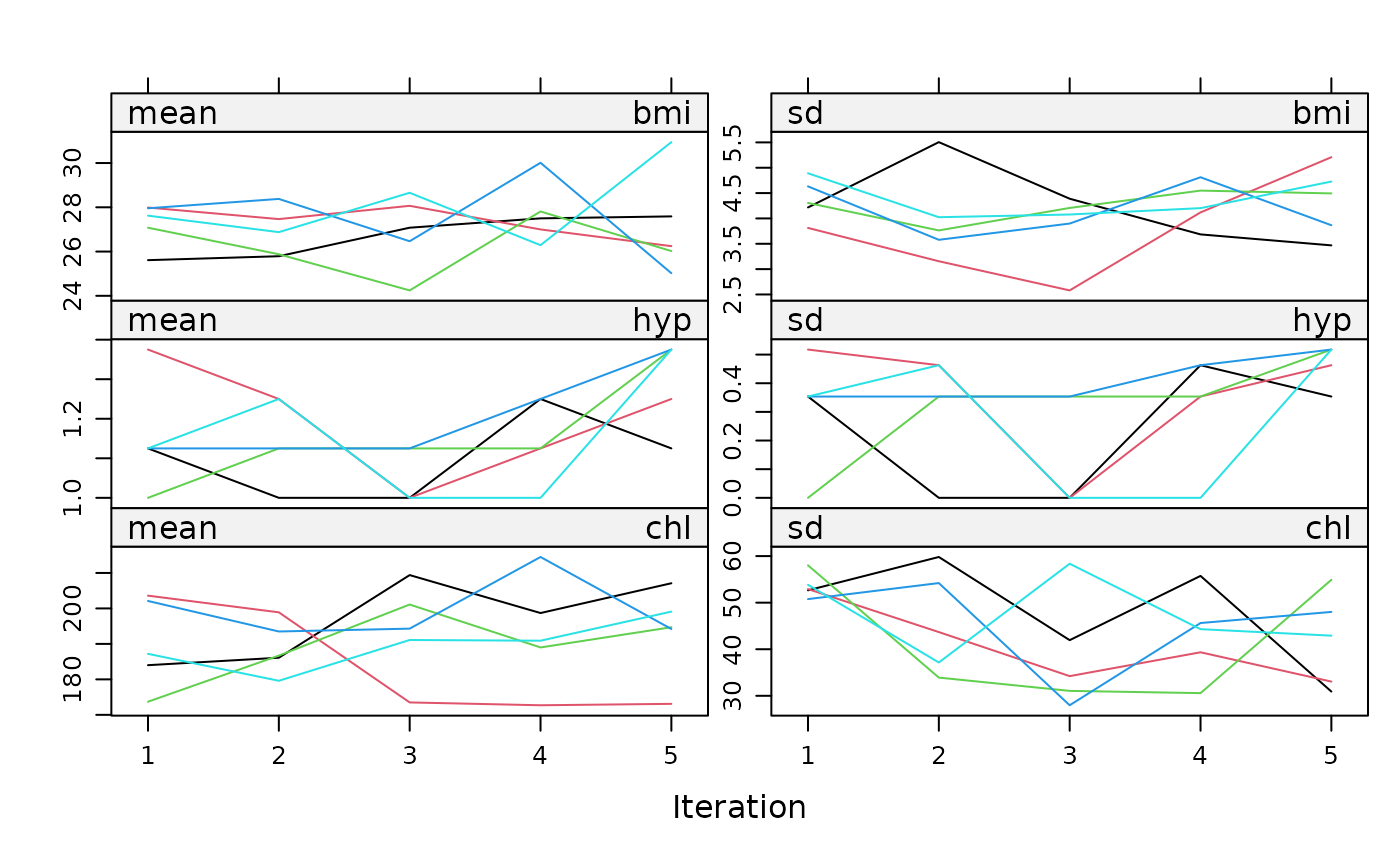 mean bmi sd bmi
30 28 26 24
5.5 4.5 3.5 2.5
mean hyp sd hyp
1.2 1.0
0.4 0.2 0.0
mean chl sd chl
200 180
60 50 40 30
1 2 3 4 5 1 2 3 4 5
Iteration